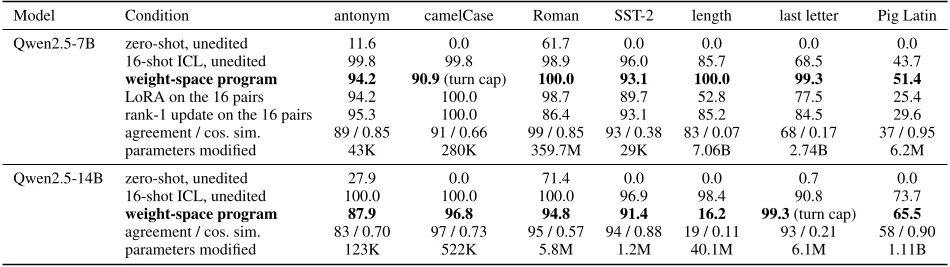 Model Condition antonym camelCase Roman SST-2 length last letter Pig Latin
Qwen2.5-7B zero-shot, unedited 11.6 0.0 61.7 0.0 0.0 0.0 0.0
16-shot ICL, unedited 99.8 99.8 98.9 96.0 85.7 68.5 43.7
weight-space program 94.2 90.9 (turn cap) 100.0 93.1 100.0 99.3 51.4
LoRA on the 16 pairs 94.2 100.0 98.7 89.7 52.8 77.5 25.4
rank-1 update on the 16 pairs 95.3 100.0 86.4 93.1 85.2 84.5 29.6
agreement / cos. sim. 89 / 0.85 91 / 0.66 99 / 0.85 93 / 0.38 83 / 0.07 68 / 0.17 37 / 0.95
parameters modified 43K 280K 359.7M 29K 7.06B 2.74B 6.2M
Qwen2.5-14B zero-shot, unedited 27.9 0.0 71.4 0.0 0.0 0.7 0.0
16-shot ICL, unedited 100.0 100.0 100.0 96.9 98.4 90.8 73.7
weight-space program 87.9 96.8 94.8 91.4 16.2 99.3 (turn cap) 65.5
agreement / cos. sim. 83 / 0.70 97 / 0.73 95 / 0.57 94 / 0.88 19 / 0.11 93 / 0.21 58 / 0.90
parameters modified 123K 522K 5.8M 1.2M 40.1M 6.1M 1.11B